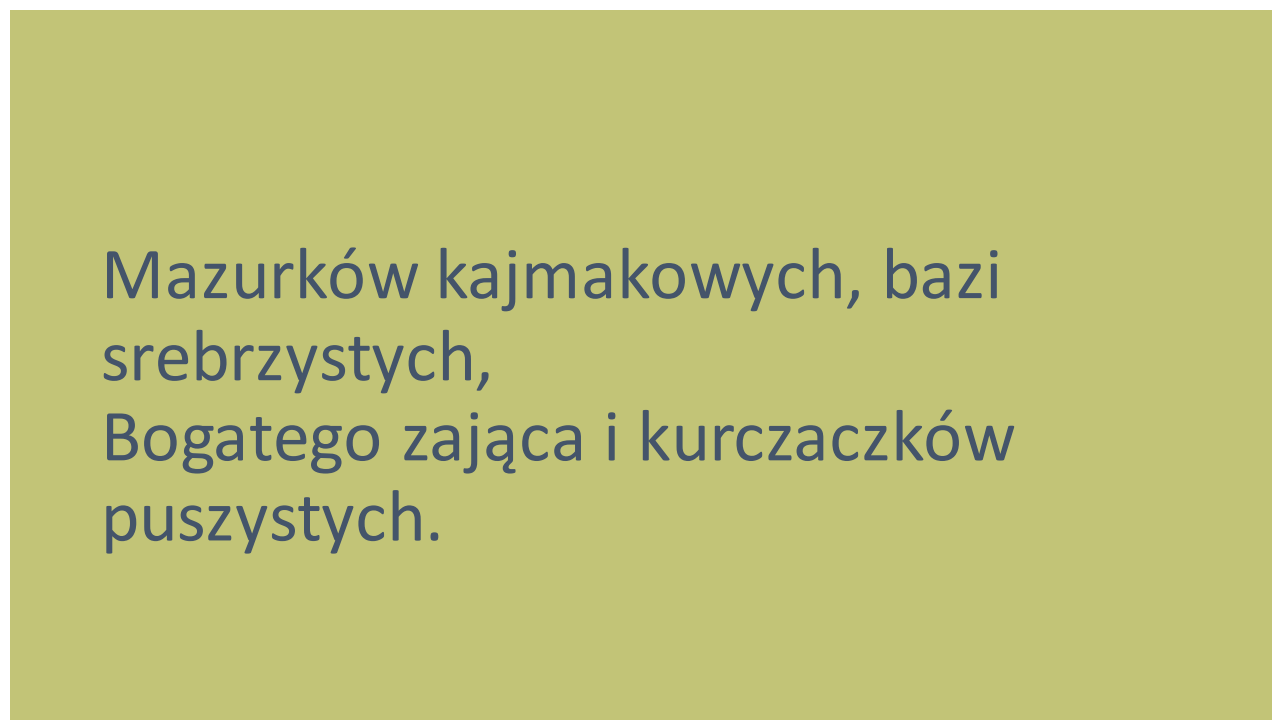 Mazurków kajmakowych, bazi
srebrzystych,
Bogatego zająca i kurczaczków
puszystych.